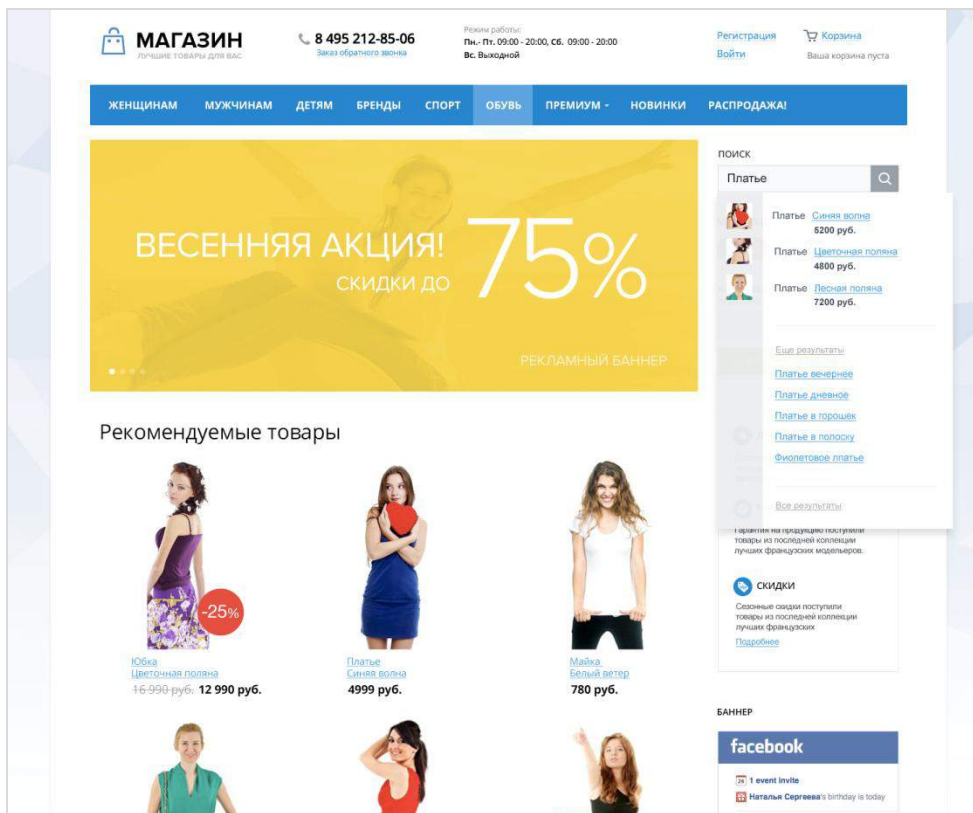 МАГАЗИН
ЛУЧШИЕ ТОВАРЫ ДЛЯ ВАС
8 495 212-85-06
Заказ обратного звонка
Режим работы:
Пн.- Пт. 09:00 - 20:00, Сб. 09:00 - 20:00
Вс. Выходной
Регистрация
Войти
Корзина
Ваша корзина пуста
ЖЕНЩИНАМ МУЖЧИНАМ ДЕТЯМ БРЕНДЫ СПОРТ ОБУВЬ ПРЕМИУМ НОВИНКИ РАСПРОДАЖА!
ВЕСЕННЯЯ АКЦИЯ!
СКИДКИ ДО
75%
РЕКЛАМНЫЙ БАННЕР
ПОИСК
Платье
Платье Синяя волна
5200 руб.
Платье Цветочная поляна
4800 руб.
Платье Лесная поляна
7200 руб.
Еще результаты
Платье вечернее
Платье дневное
Платье в горошек
Платье в полоску
Фиолетовое платье
Все результаты
Гарантия на продукцию поступили
товары из последней коллекции
лучших французских модельеров.
СКИДКИ
Сезонные скидки поступили
товары из последней коллекции
лучших французских
Подробнее
Рекомендуемые товары
-25%
Юбка
Цветочная поляна
16 990 руб. 12 990 руб.
Платье
Синяя волна
4999 руб.
Майка
Белый ветер
780 руб.
БАННЕР
facebook
1 event invite
Наталья Сергеева's birthday is today